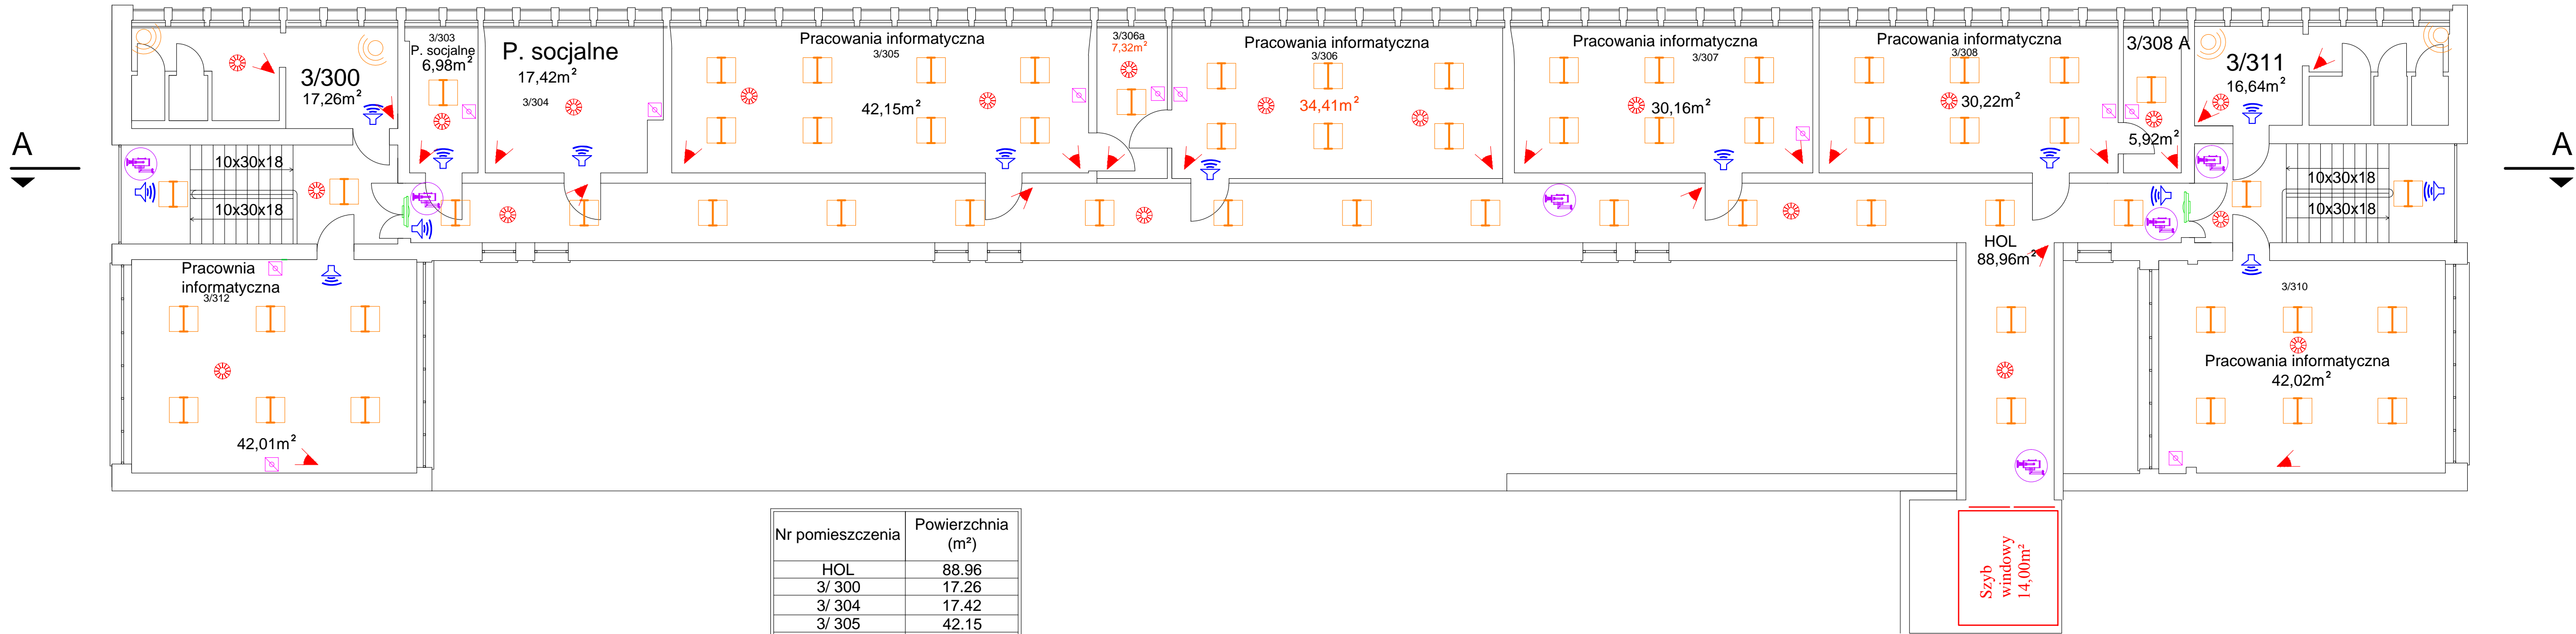 A
A
3/300
17,26m²
3/303
P. socjalne
6,98m²
P. socjalne
17,42m²
3/304
Pracowania informatyczna
3/305
42,15m²
3/306a
7,32m²
Pracowania informatyczna
3/306
34,41m²
Pracowania informatyczna
3/307
30,16m²
Pracowania informatyczna
3/308
30,22m²
3/308 A
5,92m²
3/311
16,64m²
10x30x18
10x30x18
10x30x18
10x30x18
HOL
88,96m²
Pracownia
informatyczna
3/312
42,01m²
3/310
Pracowania informatyczna
42,02m²
Szyb
windowy
14,00m²
Nr pomieszczenia Powierzchnia
(m²)
HOL 88.96
3/ 300 17.26
3/ 304 17.42
3/ 305 42.15